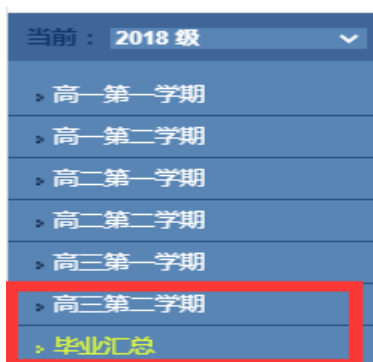 当前： 2018 级
» 高一第一学期
» 高一第二学期
» 高二第一学期
» 高二第二学期
» 高三第一学期
» 高三第二学期
» 毕业汇总